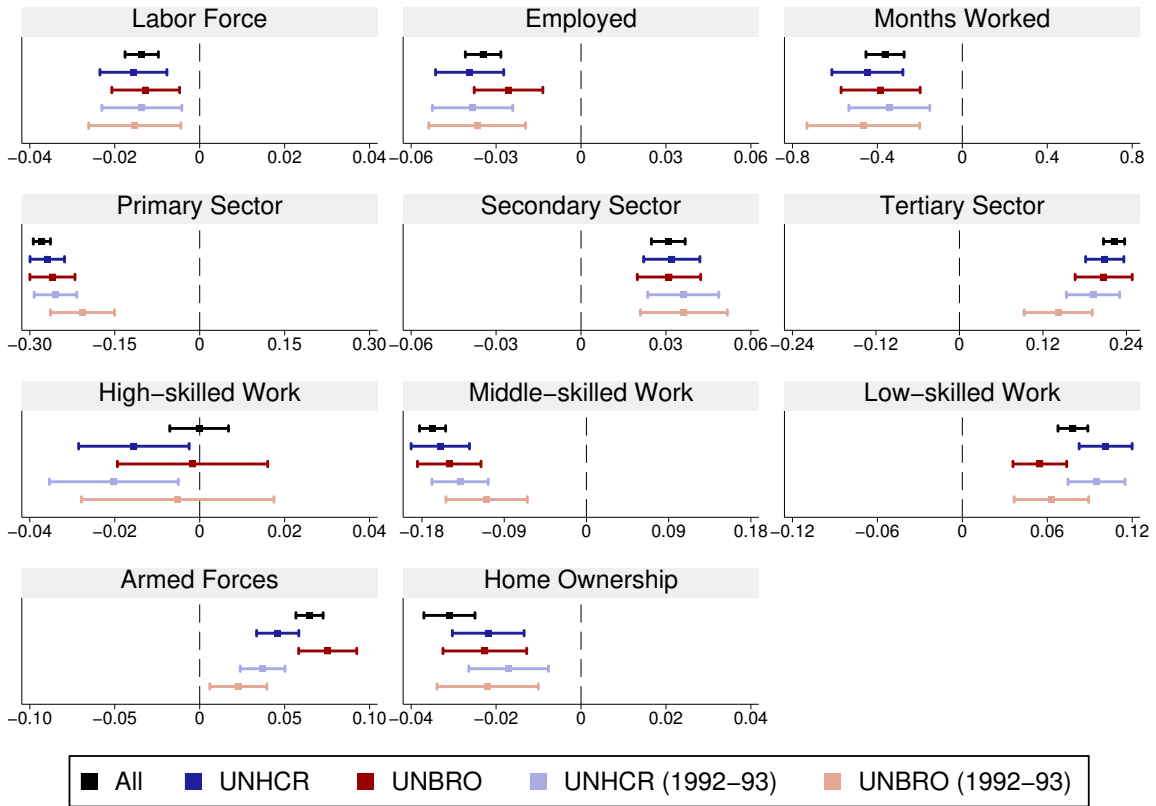 Labor Force Employed Months Worked
−0.04 −0.02 0 0.02 0.04 −0.06 −0.03 0 0.03 0.06 −0.8 −0.4 0 0.4 0.8
Primary Sector Secondary Sector Tertiary Sector
−0.30 −0.15 0 0.15 0.30 −0.06 −0.03 0 0.03 0.06 −0.24 −0.12 0 0.12 0.24
High−skilled Work Middle−skilled Work Low−skilled Work
−0.04 −0.02 0 0.02 0.04 −0.18 −0.09 0 0.09 0.18 −0.12 −0.06 0 0.06 0.12
Armed Forces Home Ownership
−0.10 −0.05 0 0.05 0.10 −0.04 −0.02 0 0.02 0.04
All UNHCR UNBRO UNHCR (1992−93) UNBRO (1992−93)